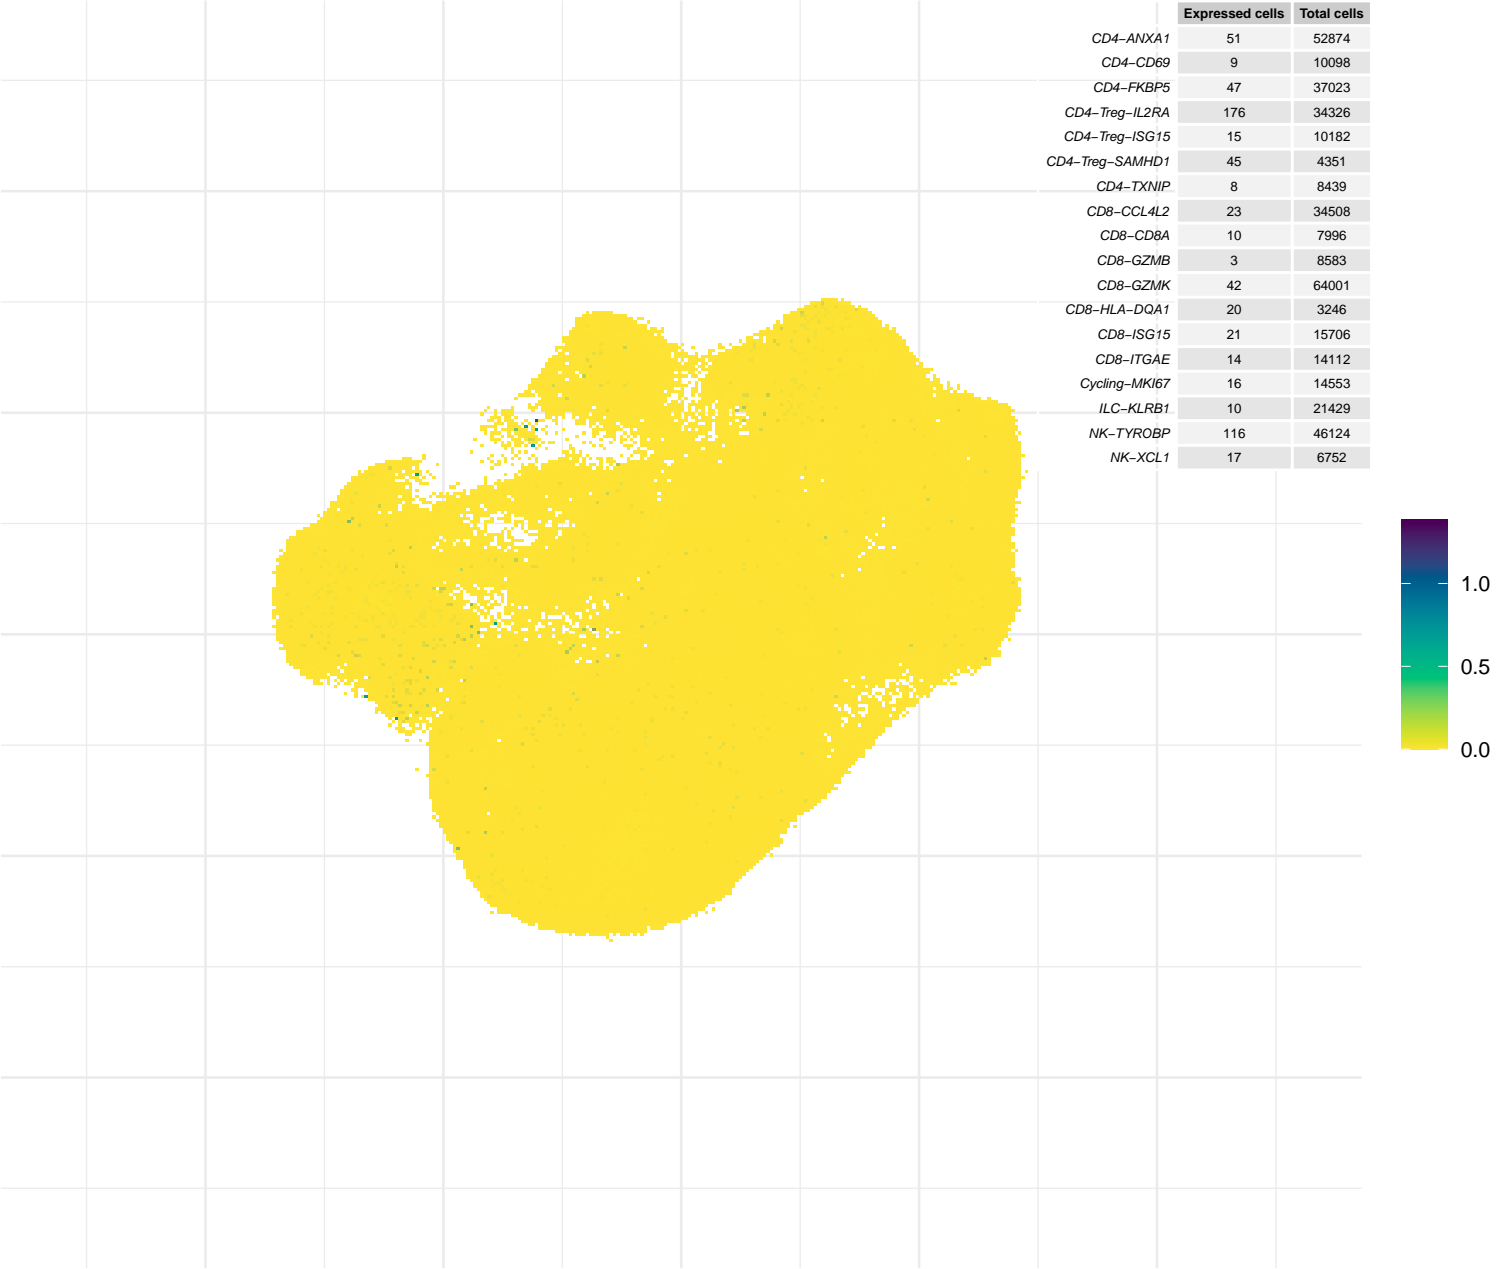 Expressed cells Total cells
CD4−ANXA1 51 52874
CD4−CD69 9 10098
CD4−FKBP5 47 37023
CD4−Treg−IL2RA 176 34326
CD4−Treg−ISG15 15 10182
CD4−Treg−SAMHD1 45 4351
CD4−TXNIP 8 8439
CD8−CCL4L2 23 34508
CD8−CD8A 10 7996
CD8−GZMB 3 8583
CD8−GZMK 42 64001
CD8−HLA−DQA1 20 3246
CD8−ISG15 21 15706
CD8−ITGAE 14 14112
Cycling−MKI67 16 14553
ILC−KLRB1 10 21429
NK−TYROBP 116 46124
NK−XCL1 17 6752
1.0
0.5
0.0